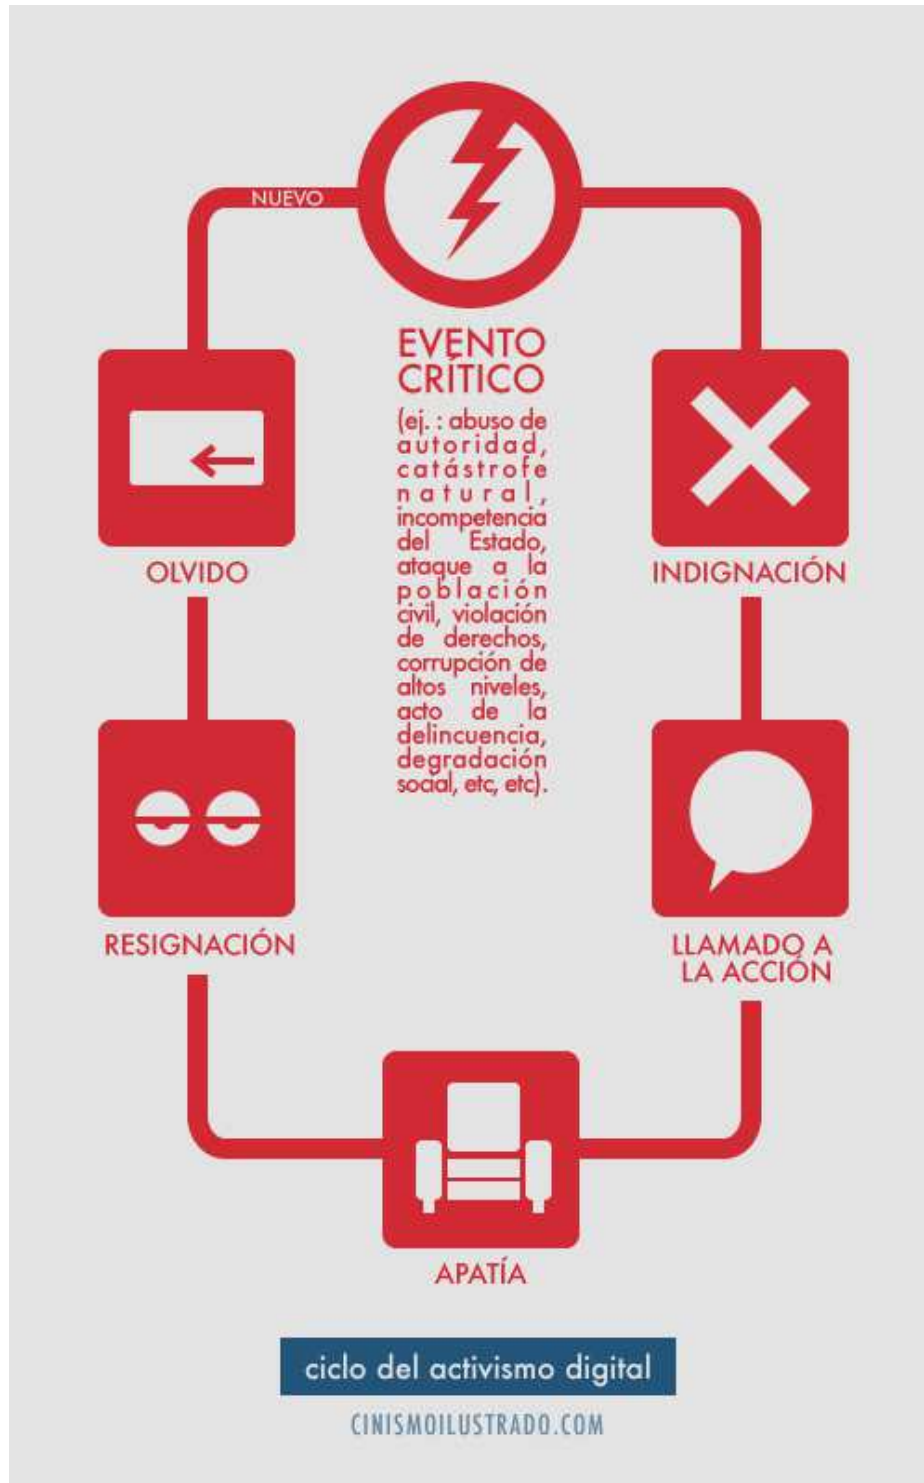 NUEVO
EVENTO
CRÍTICO
(ej. : abuso de
autoridad,
catástrofe
natural,
incompetencia
del Estado,
ataque a la
población
civil, violación
de derechos,
corrupción de
altos niveles,
acto de la
delincuencia,
degradación
social, etc, etc).
OLVIDO
INDIGNACIÓN
RESIGNACIÓN
LLAMADO A
LA ACCIÓN
APATÍA
ciclo del activismo digital
CINISMOILUSTRADO.COM